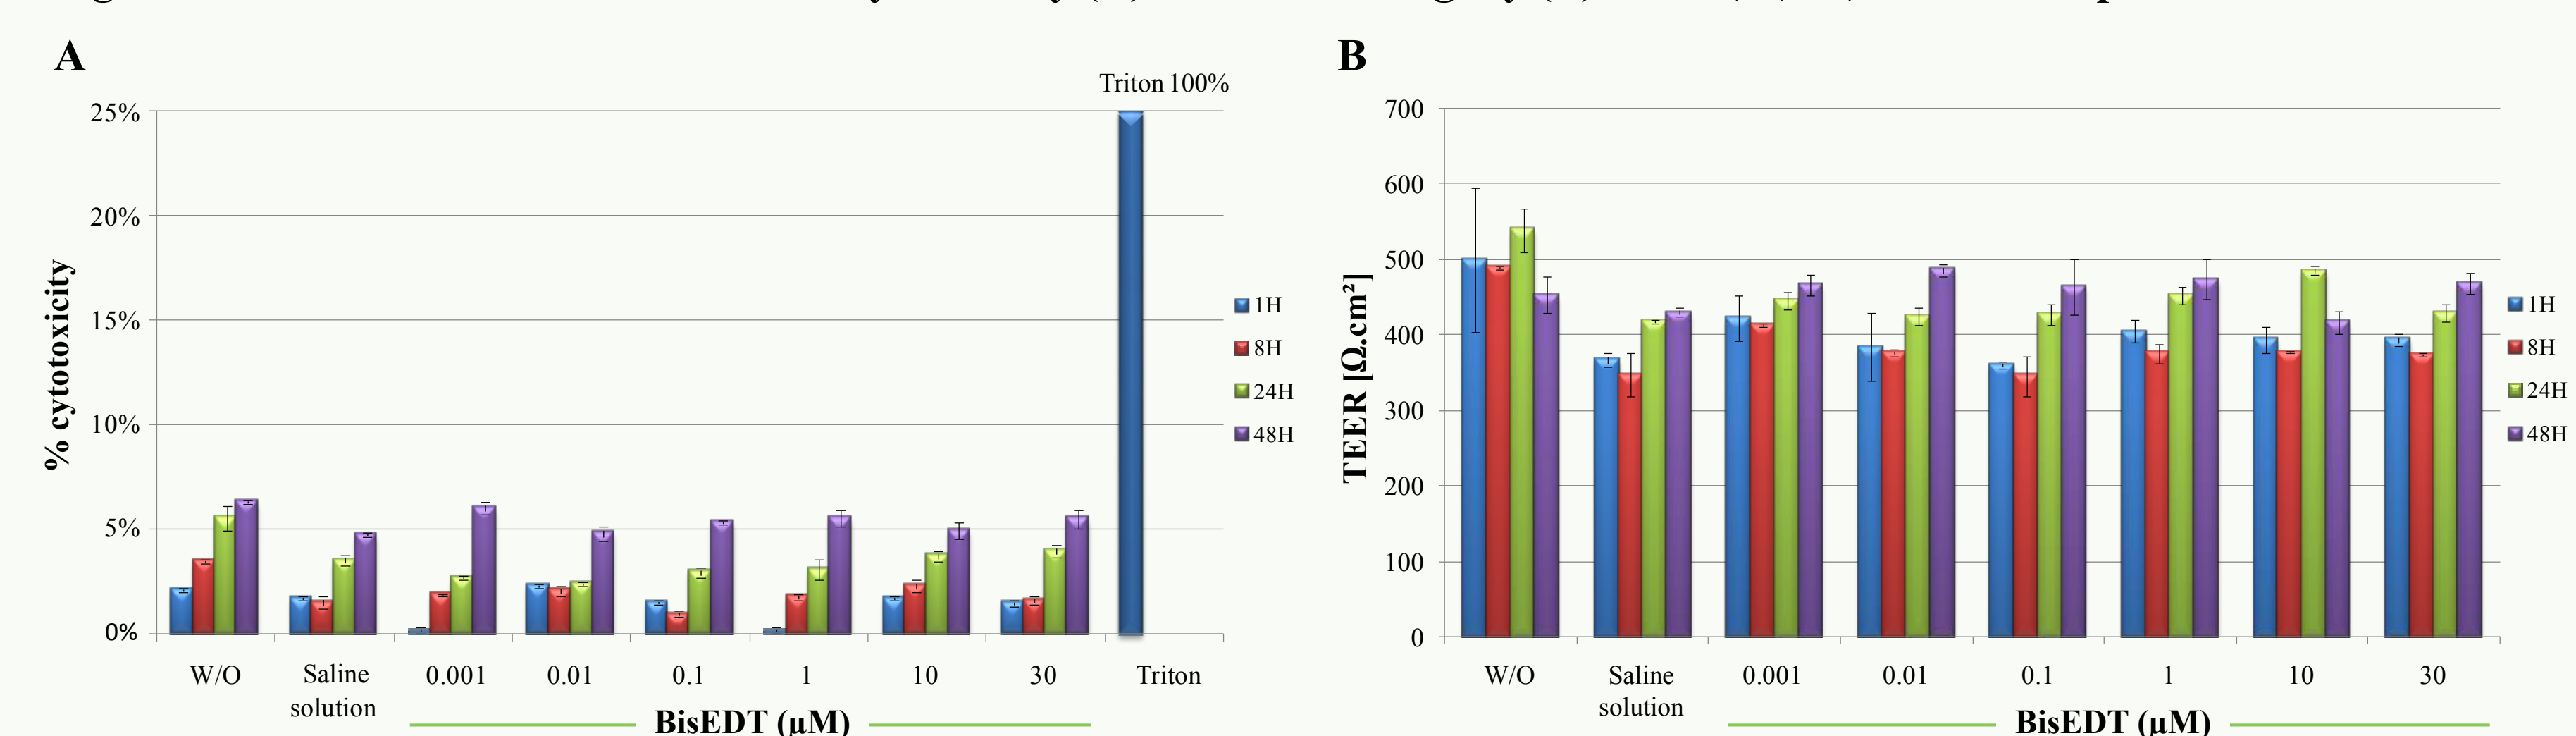 A
Triton 100%
25%
20%
15%
10%
5%
0%
% cytotoxicity
1H
8H
24H
48H
W/O
Saline
solution
0.001
0.01
0.1
1
10
30
Triton
BisEDT (µM)
B
700
600
500
400
300
200
100
0
TEER [Ω.cm²]
1H
8H
24H
48H
W/O
Saline
solution
0.001
0.01
0.1
1
10
30
BisEDT (µM)